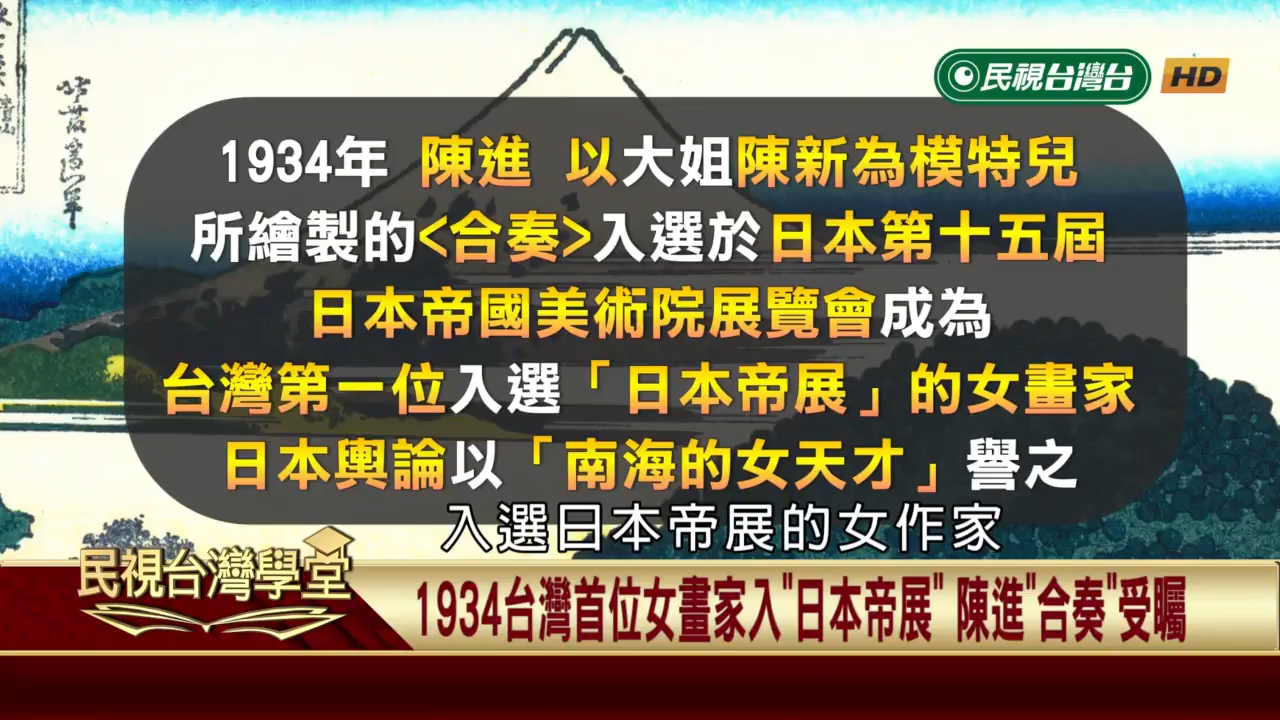 民視台灣台 HD
1934年 陳進 以大姐陳新為模特兒
所繪製的<合奏>入選於日本第十五屆
日本帝國美術院展覽會成為
台灣第一位入選「日本帝展」的女畫家
日本輿論以「南海的女天才」譽之
入選日本帝展的女作家
民視台灣學堂
1934台灣首位女畫家入"日本帝展" 陳進"合奏"受矚